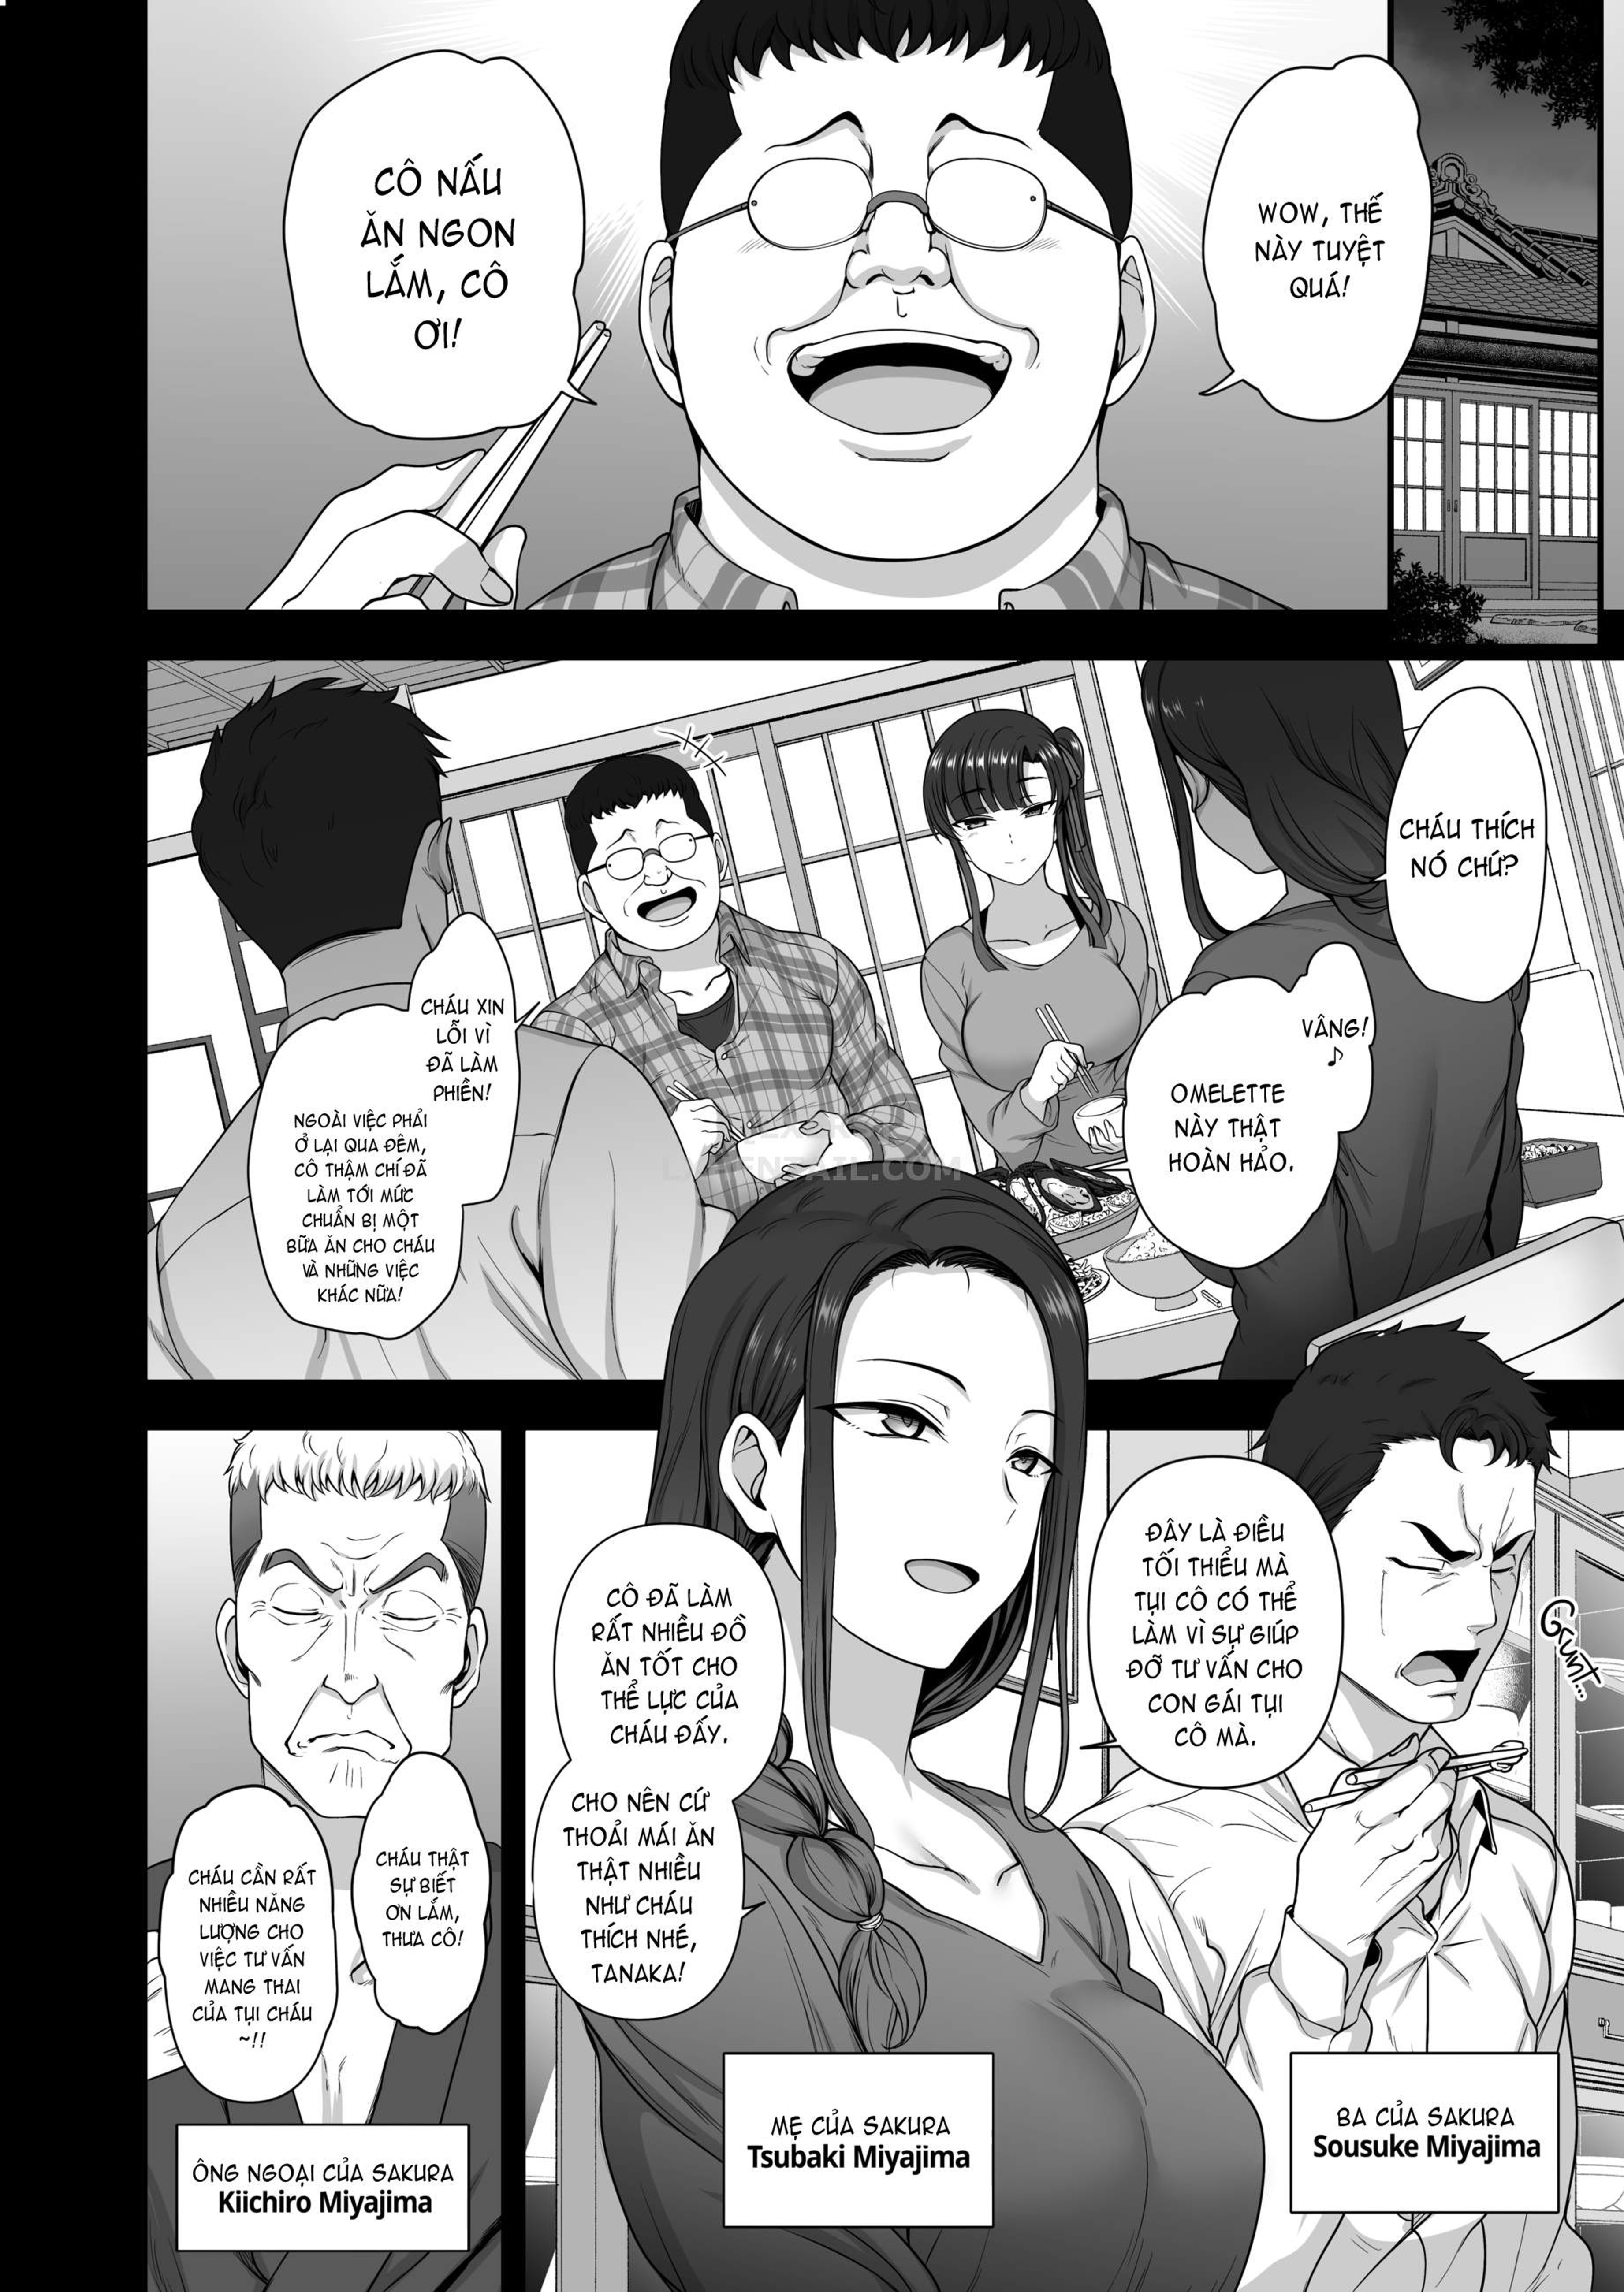 WOW, THẾ
NÀY TUYỆT
QUÁ!
CÔ NẤU
ĂN NGON
LẮM, CÔ
ƠI!
CHÁU THÍCH
NÓ CHỨ?
VÂNG!
♪
OMELETTE
NÀY THẬT
HOÀN HẢO.
CHÁU XIN
LỖI VÌ
ĐÃ LÀM
PHIỀN!
NGOÀI VIỆC PHẢI
Ở LẠI QUA ĐÊM,
CÔ THẬM CHÍ ĐÃ
LÀM TỚI MỨC
CHUẨN BỊ MỘT
BỮA ĂN CHO CHÁU
VÀ NHỮNG VIỆC
KHÁC NỮA!
Grunt...
ĐÂY LÀ ĐIỀU
TỐI THIỂU MÀ
TỤI CÔ CÓ THỂ
LÀM VÌ SỰ GIÚP
ĐỠ TƯ VẤN CHO
CON GÁI TỤI
CÔ MÀ.
CÔ ĐÃ LÀM
RẤT NHIỀU ĐỒ
ĂN TỐT CHO
THỂ LỰC CỦA
CHÁU ĐẤY.
CHO NÊN CỨ
THOẢI MÁI ĂN
THẬT NHIỀU
NHƯ CHÁU
THÍCH NHÉ,
TANAKA!
BA CỦA SAKURA
Sousuke Miyajima
MẸ CỦA SAKURA
Tsubaki Miyajima
CHÁU THẬT
SỰ BIẾT
ƠN LẮM,
THƯA CÔ!
CHÁU CẦN RẤT
NHIỀU NĂNG
LƯỢNG CHO
VIỆC TƯ VẤN
MANG THAI
CỦA TỤI CHÁU
~!!
ÔNG NGOẠI CỦA SAKURA
Kiichiro Miyajima